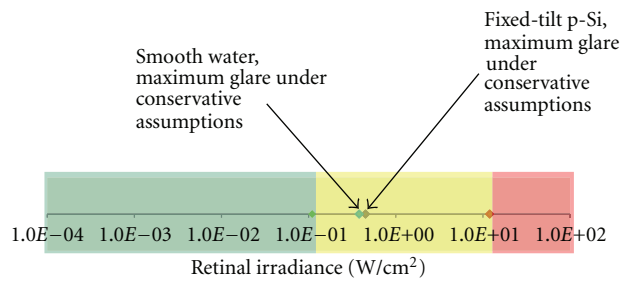 Fixed-tilt p-Si,
maximum glare
under
conservative
assumptions
Smooth water,
maximum glare under
conservative
assumptions
1.0E−04 1.0E−03 1.0E−02 1.0E−01 1.0E+00 1.0E+01 1.0E+02
Retinal irradiance (W/cm²)